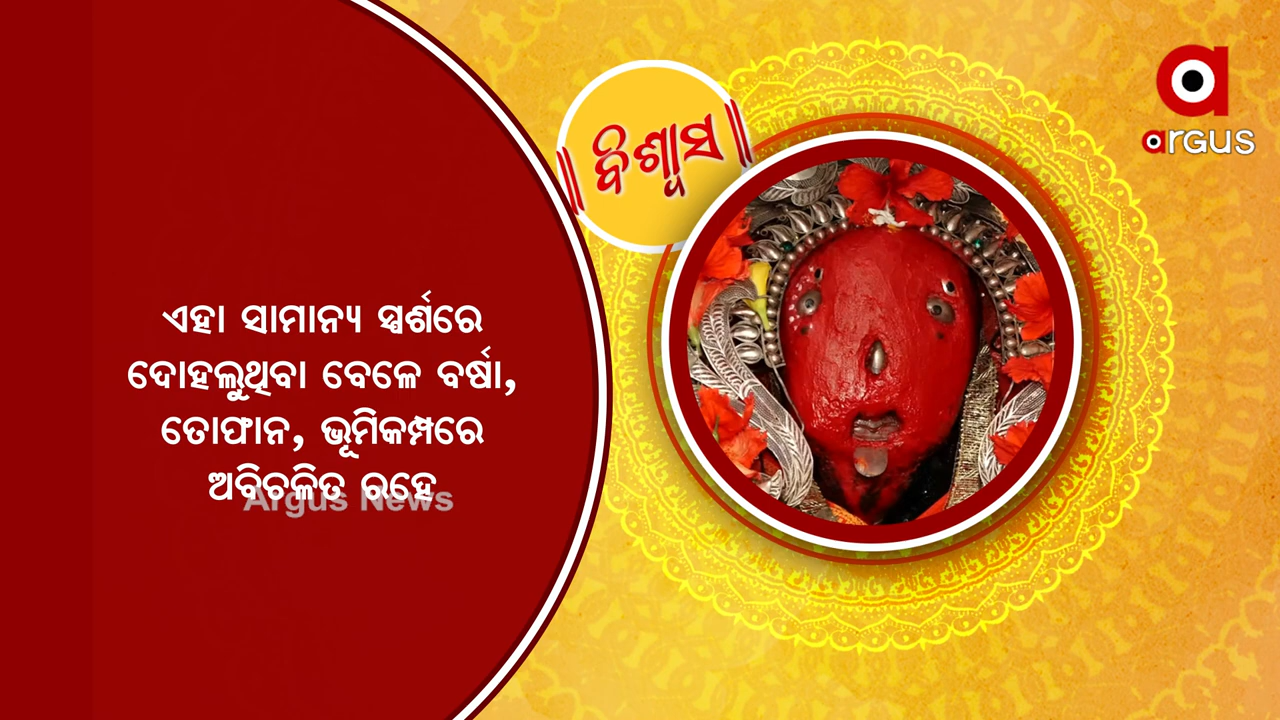 ଏହା ସାମାନ୍ୟ ସ୍ପର୍ଶରେ
ଦୋହଲୁଥିବା ବେଳେ ବର୍ଷା,
ତୋଫାନ, ଭୂମିକମ୍ପରେ
ଅବିଚଳିତ ରହେ
Argus News
॥ ବିଶ୍ୱାସ ॥
a
argus